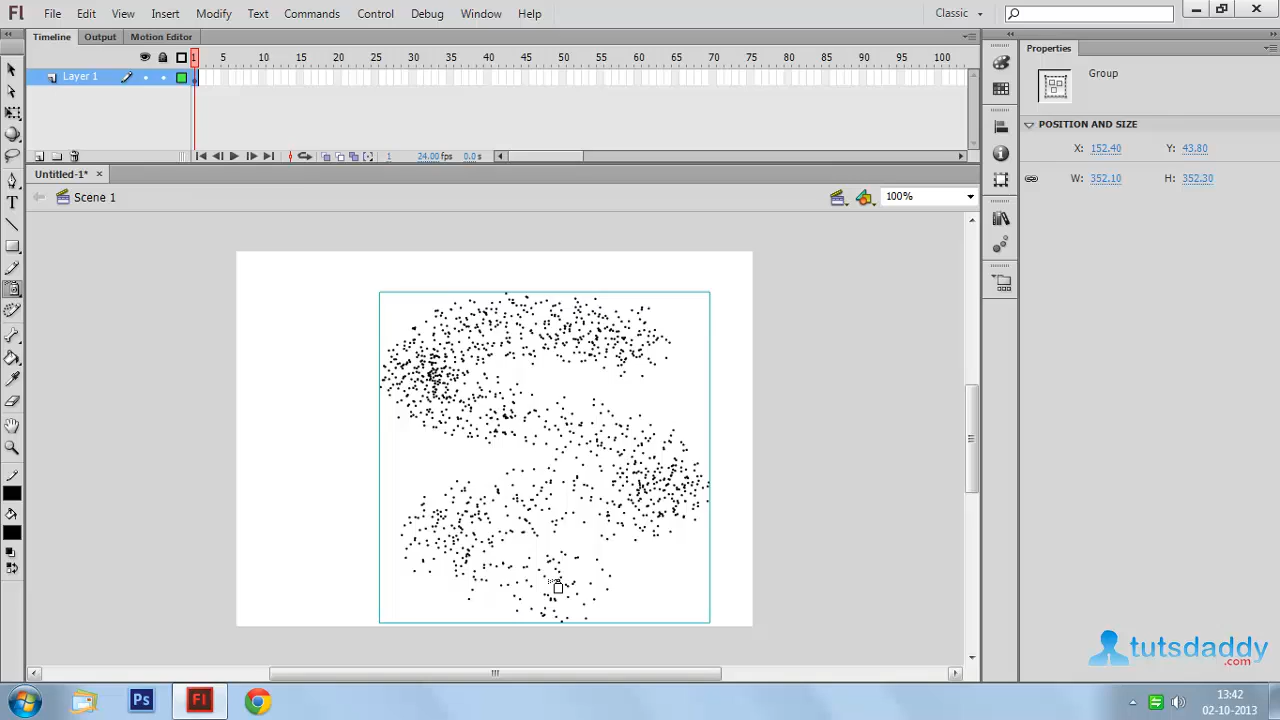 Fl File Edit View Insert Modify Text Commands Control Debug Window Help Classic
Timeline Output Motion Editor
1 5 10 15 20 25 30 35 40 45 50 55 60 65 70 75 80 85 90 95 100
Layer 1
1 24.00 fps 0.0 s
Untitled-1*
Scene 1 100%
Properties
Group
POSITION AND SIZE
X: 152.40 Y: 43.80
W: 352.10 H: 352.30
T
tutsdaddy
.com
Ps Fl
13:42
02-10-2013